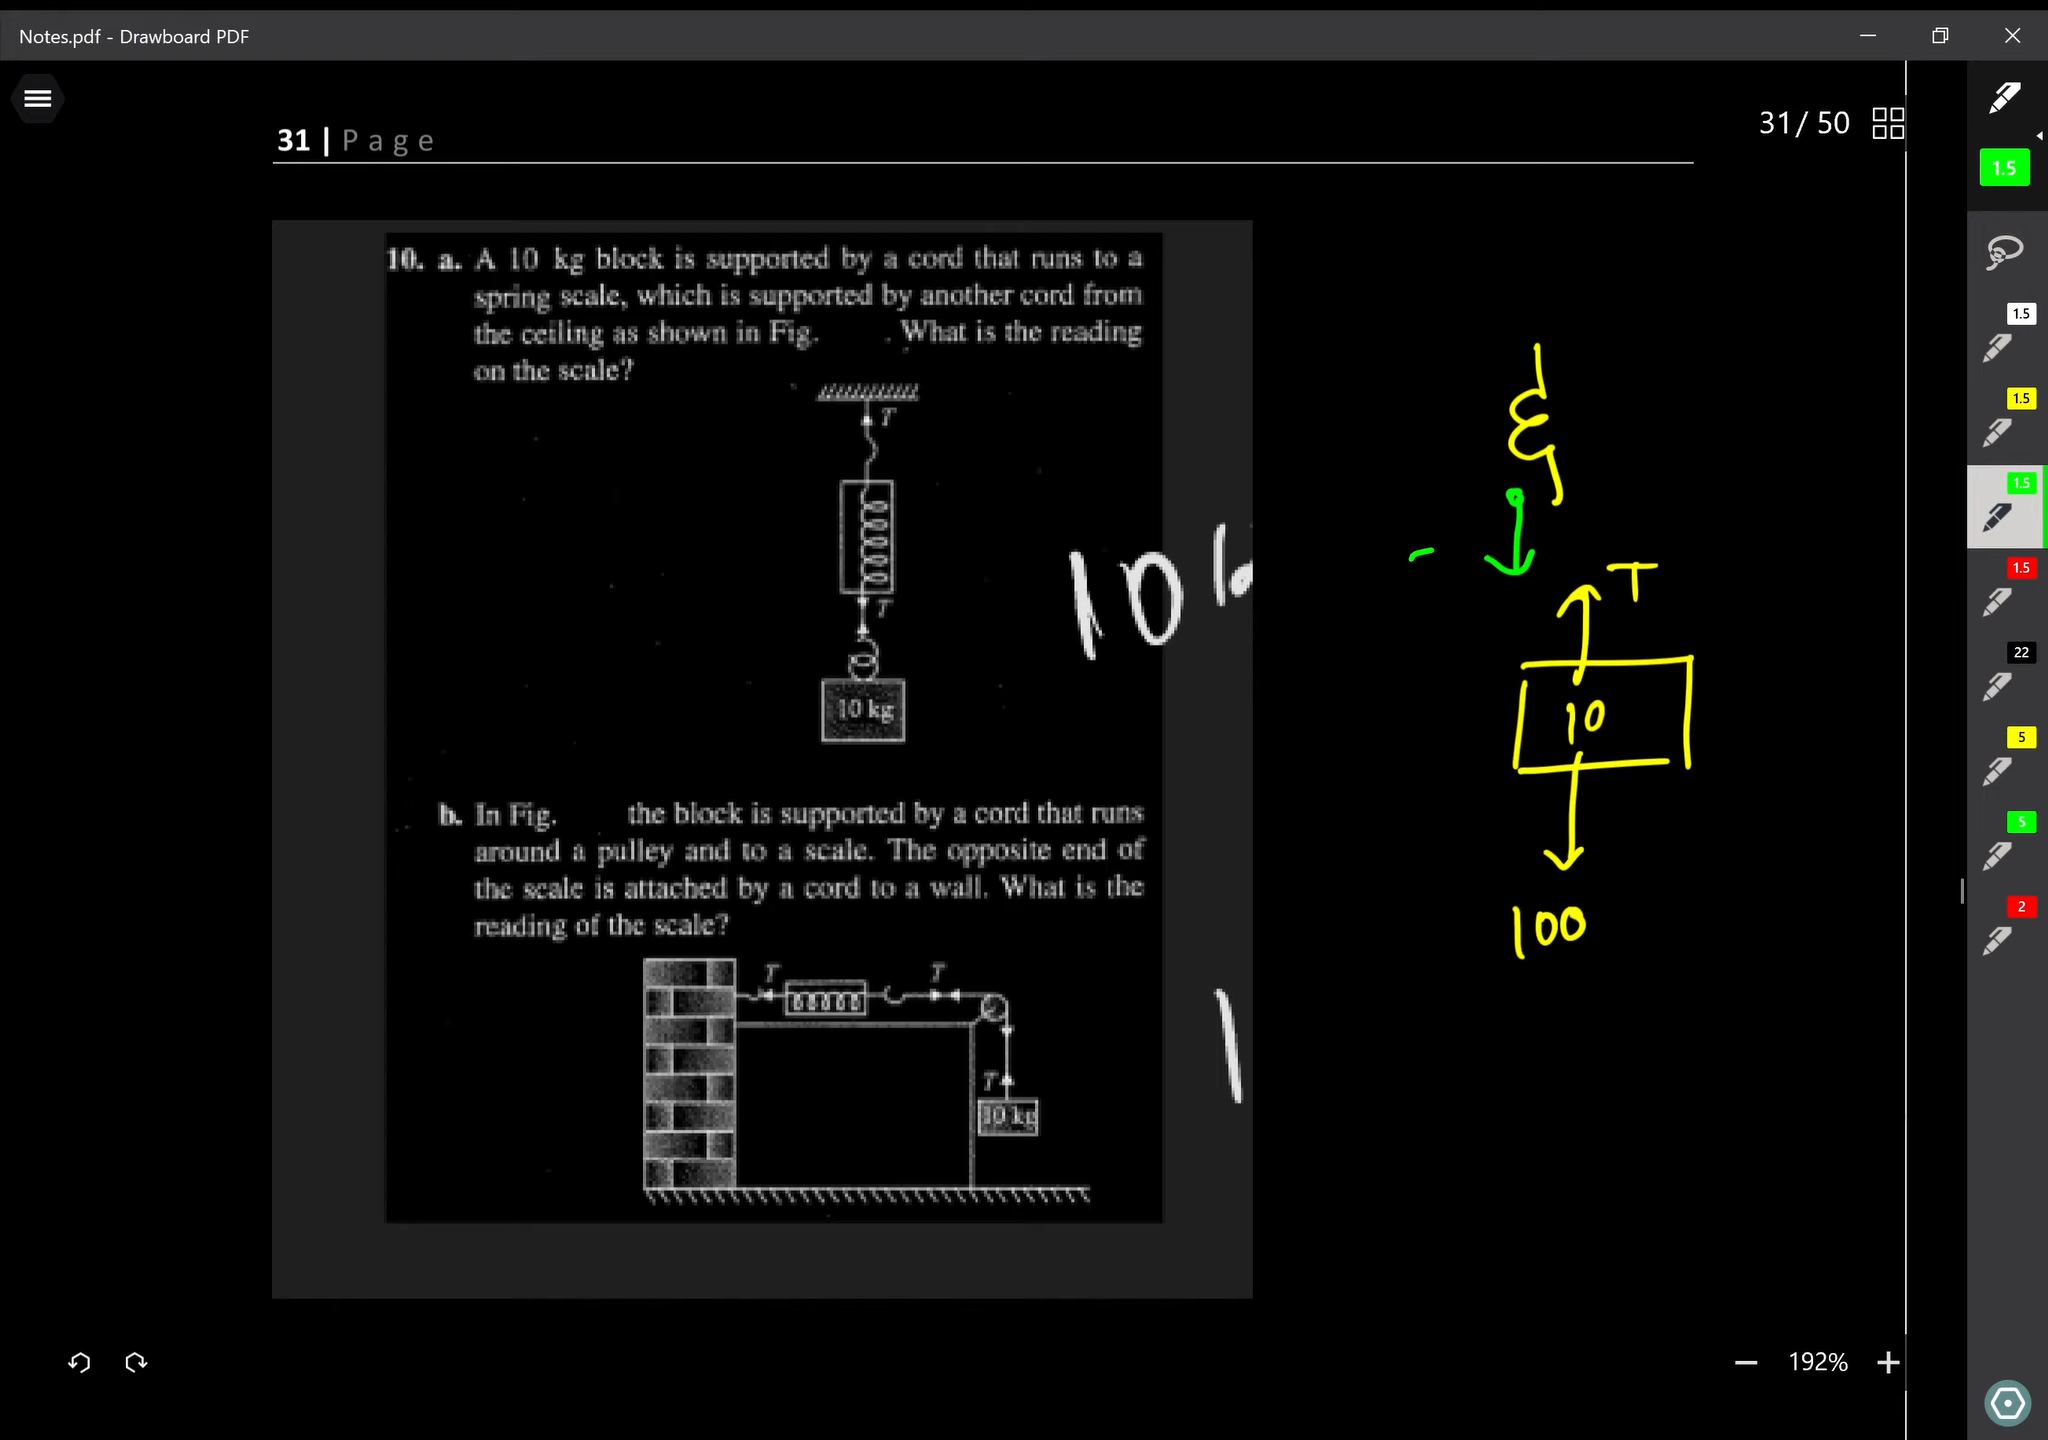 Notes.pdf - Drawboard PDF
31 | Page
31/ 50
10. a. A 10 kg block is supported by a cord that runs to a
spring scale, which is supported by another cord from
the ceiling as shown in Fig. . What is the reading
on the scale?
T
T
10 kg
10
b. In Fig. the block is supported by a cord that runs
around a pulley and to a scale. The opposite end of
the scale is attached by a cord to a wall. What is the
reading of the scale?
T
T
T
10 kg
1
T
10
100
1.5
1.5
1.5
1.5
1.5
22
5
5
2
192%